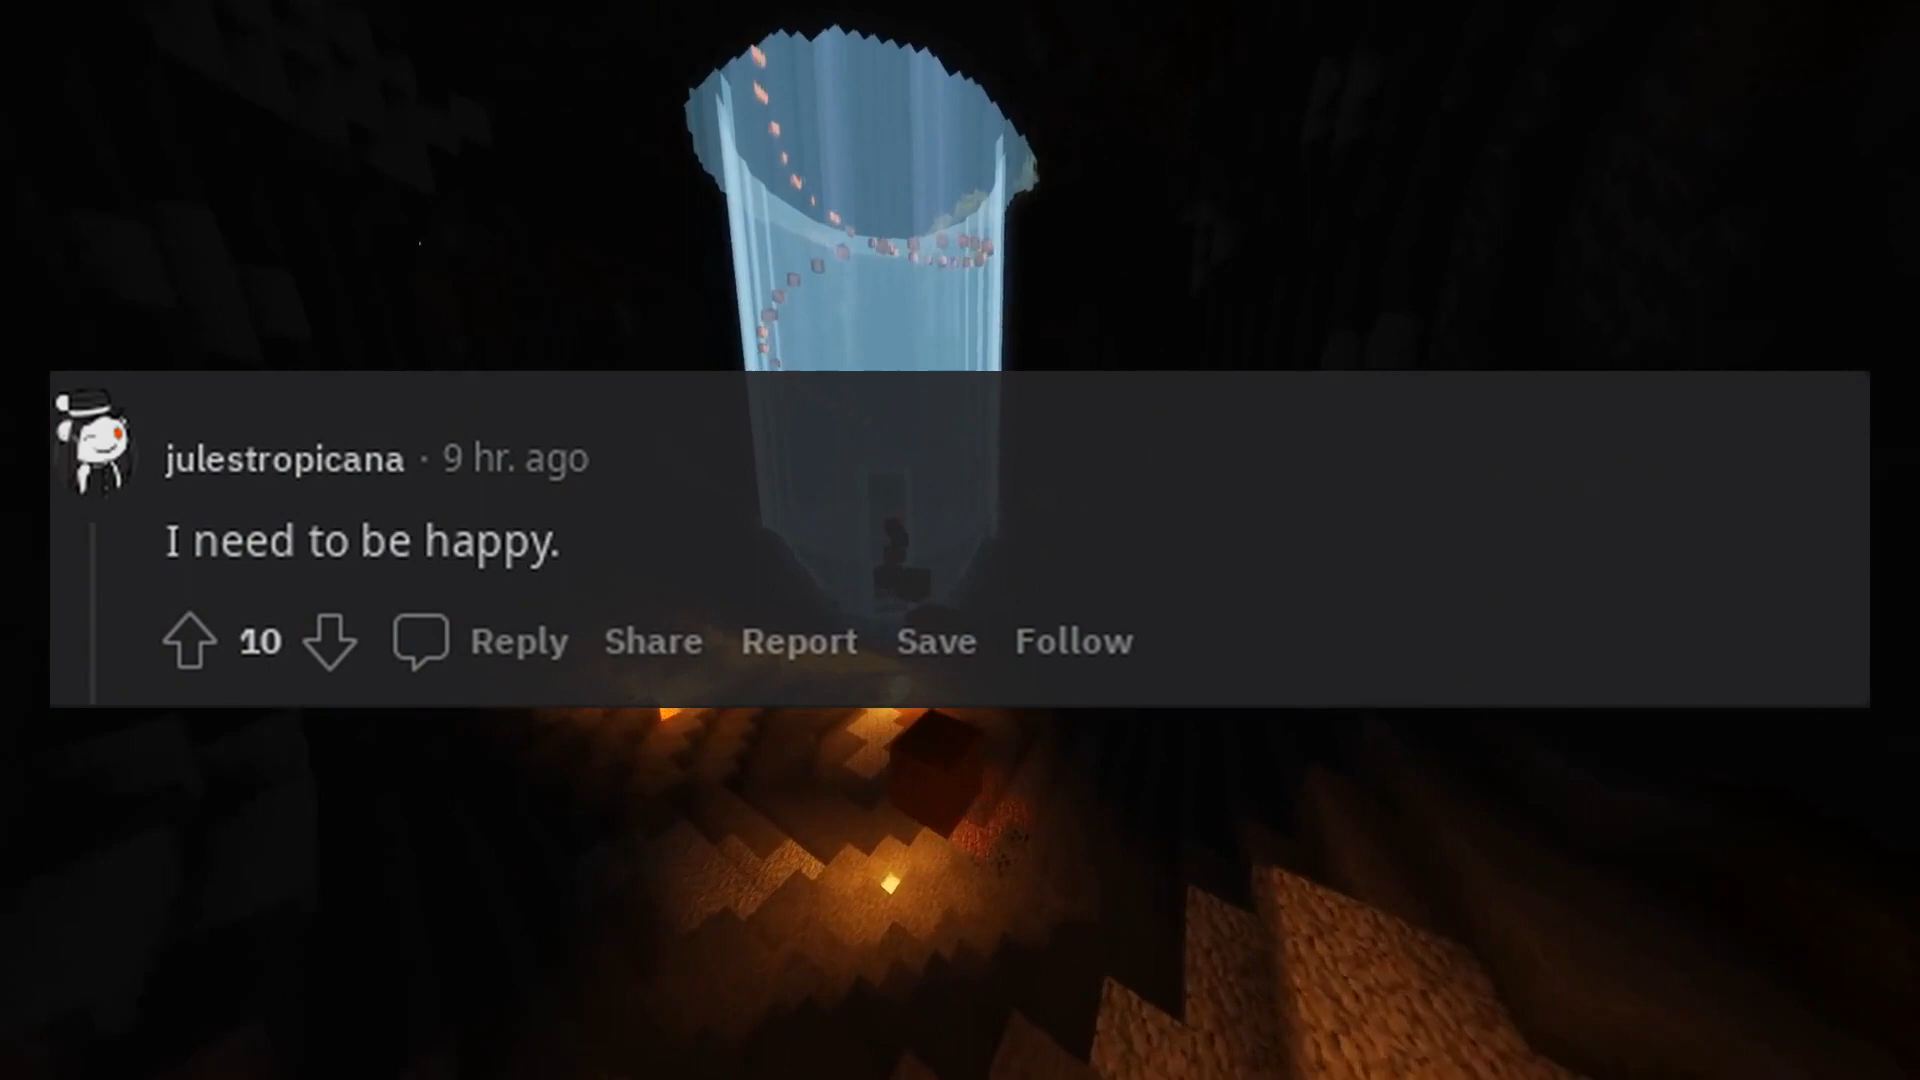 julestropicana · 9 hr. ago
I need to be happy.
10 Reply Share Report Save Follow